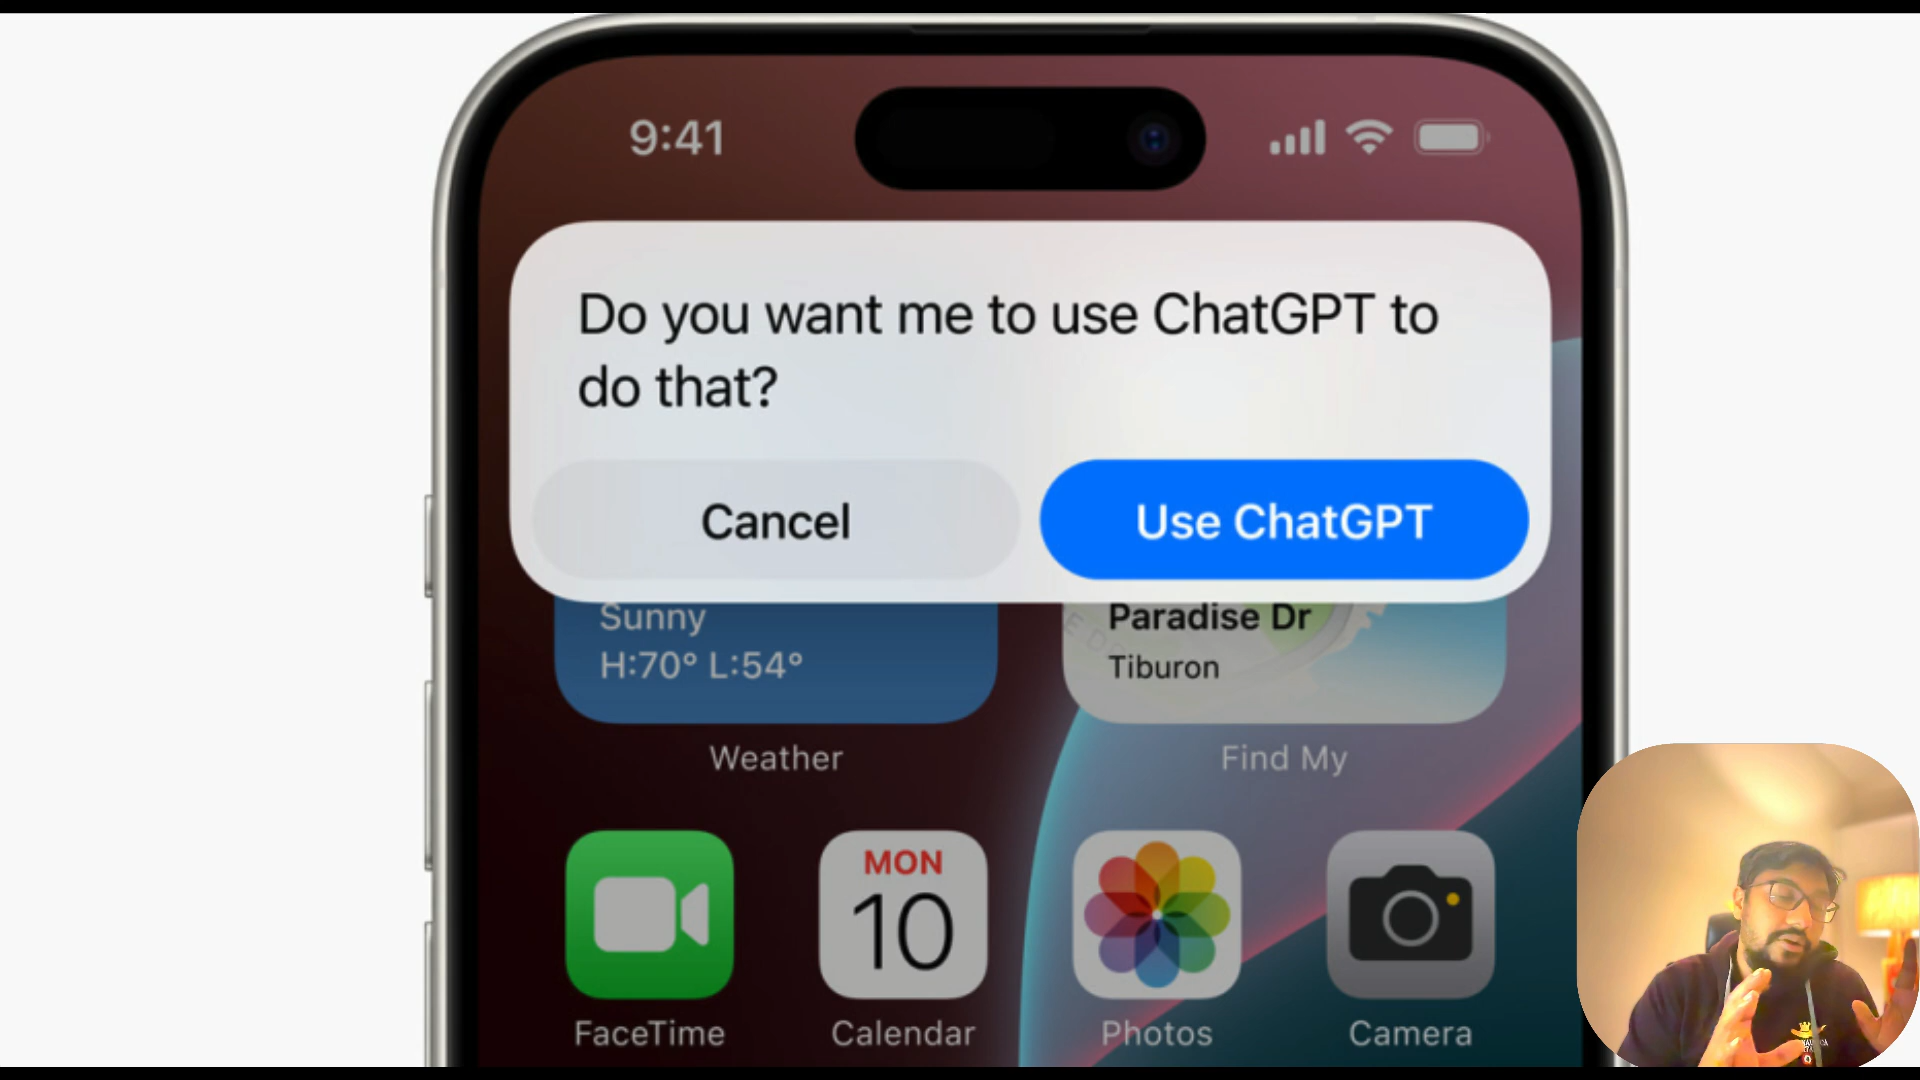 9:41
Do you want me to use ChatGPT to
do that?
Cancel
Use ChatGPT
Sunny
H:70° L:54°
Paradise Dr
Tiburon
Weather
Find My
MON
10
FaceTime
Calendar
Photos
Camera